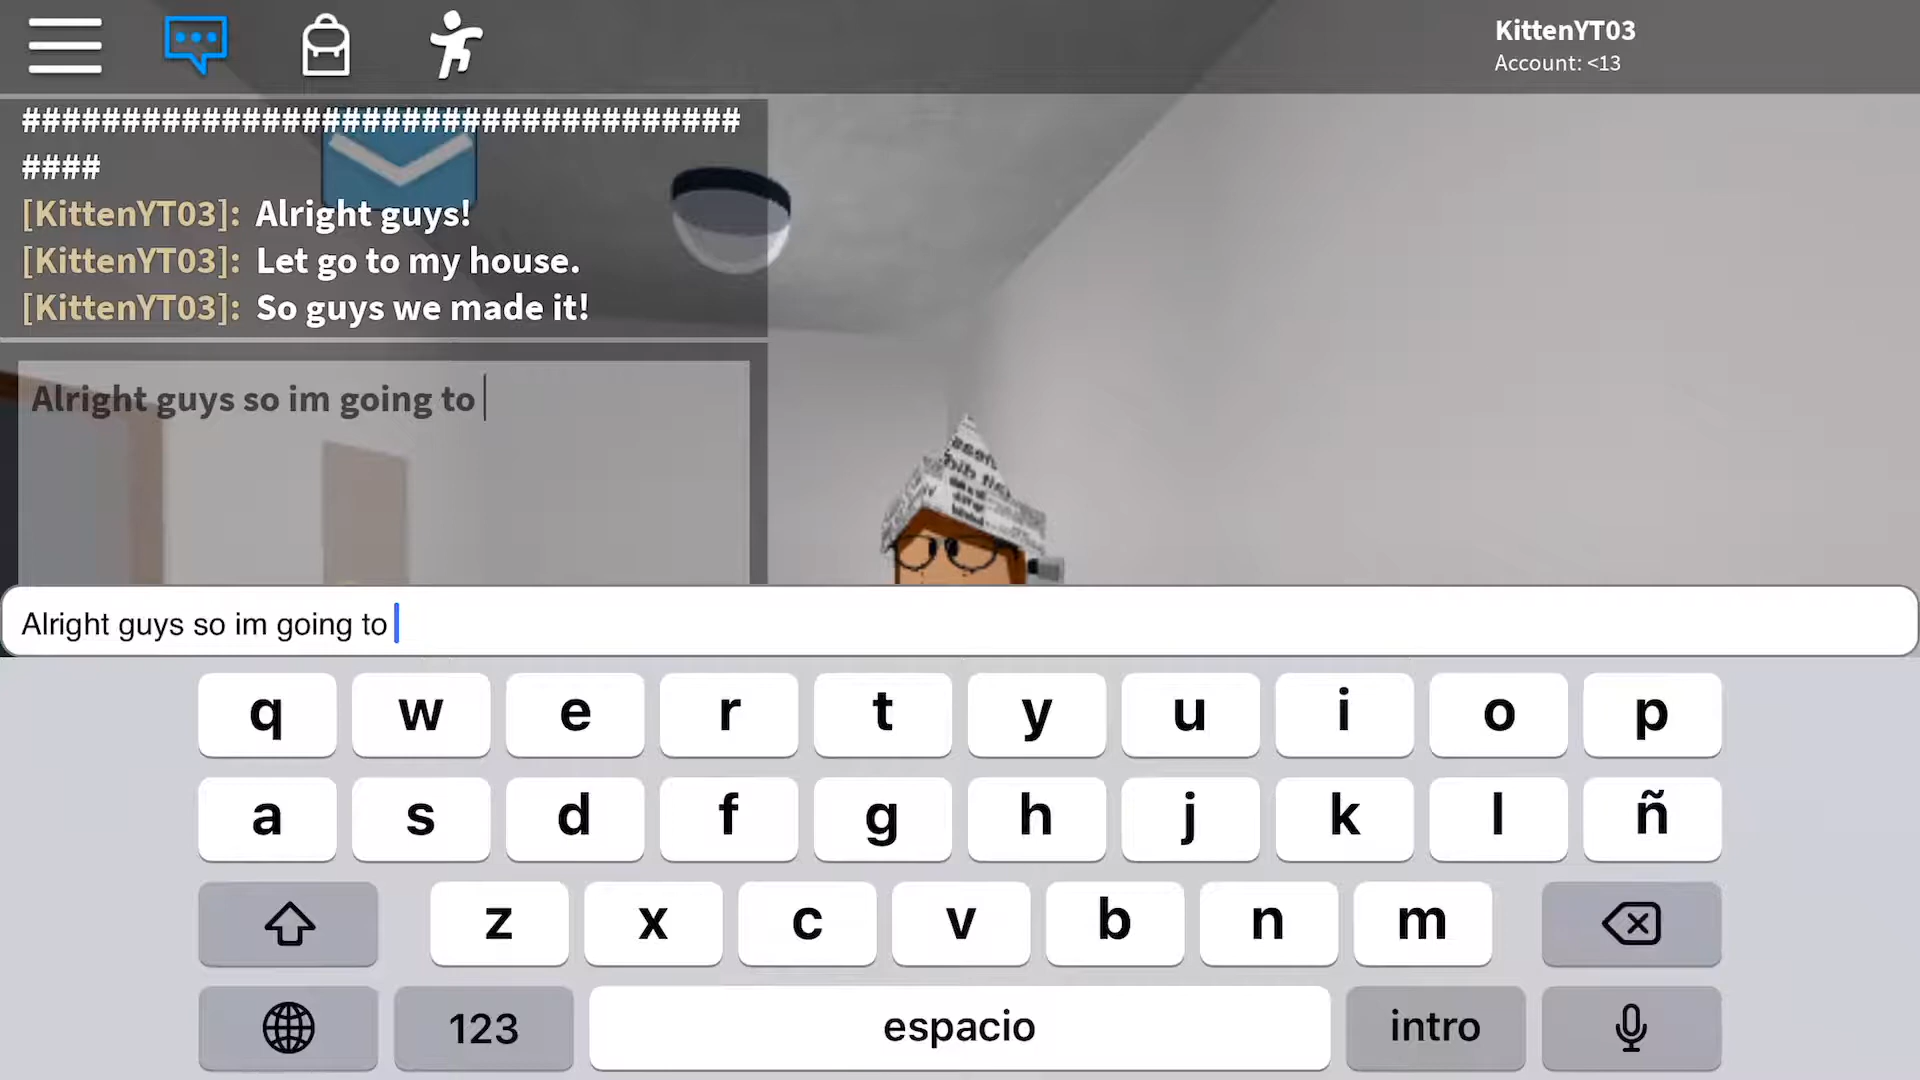 KittenYT03
Account: <13
####################################
####
[KittenYT03]: Alright guys!
[KittenYT03]: Let go to my house.
[KittenYT03]: So guys we made it!
Alright guys so im going to
Alright guys so im going to
q w e r t y u i o p
a s d f g h j k l ñ
z x c v b n m
123 espacio intro